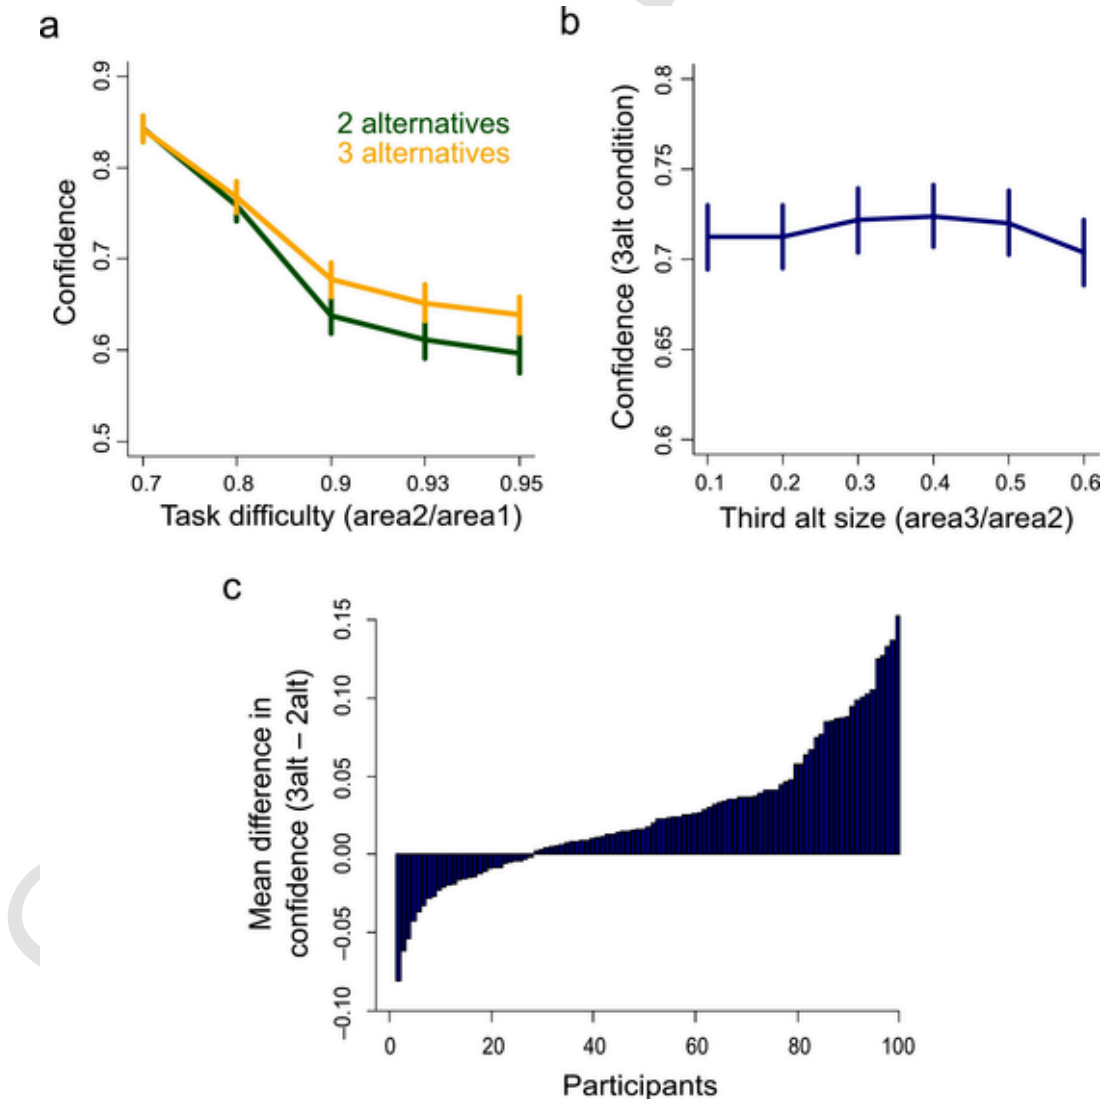 a
0.9
0.8
0.7
0.6
0.5
Confidence
2 alternatives
3 alternatives
0.7 0.8 0.9 0.93 0.95
Task difficulty (area2/area1)
b
0.8
0.75
0.7
0.65
0.6
Confidence (3alt condition)
0.1 0.2 0.3 0.4 0.5 0.6
Third alt size (area3/area2)
c
0.15
0.10
0.05
0.00
−0.05
−0.10
Mean difference in
confidence (3alt – 2alt)
0 20 40 60 80 100
Participants